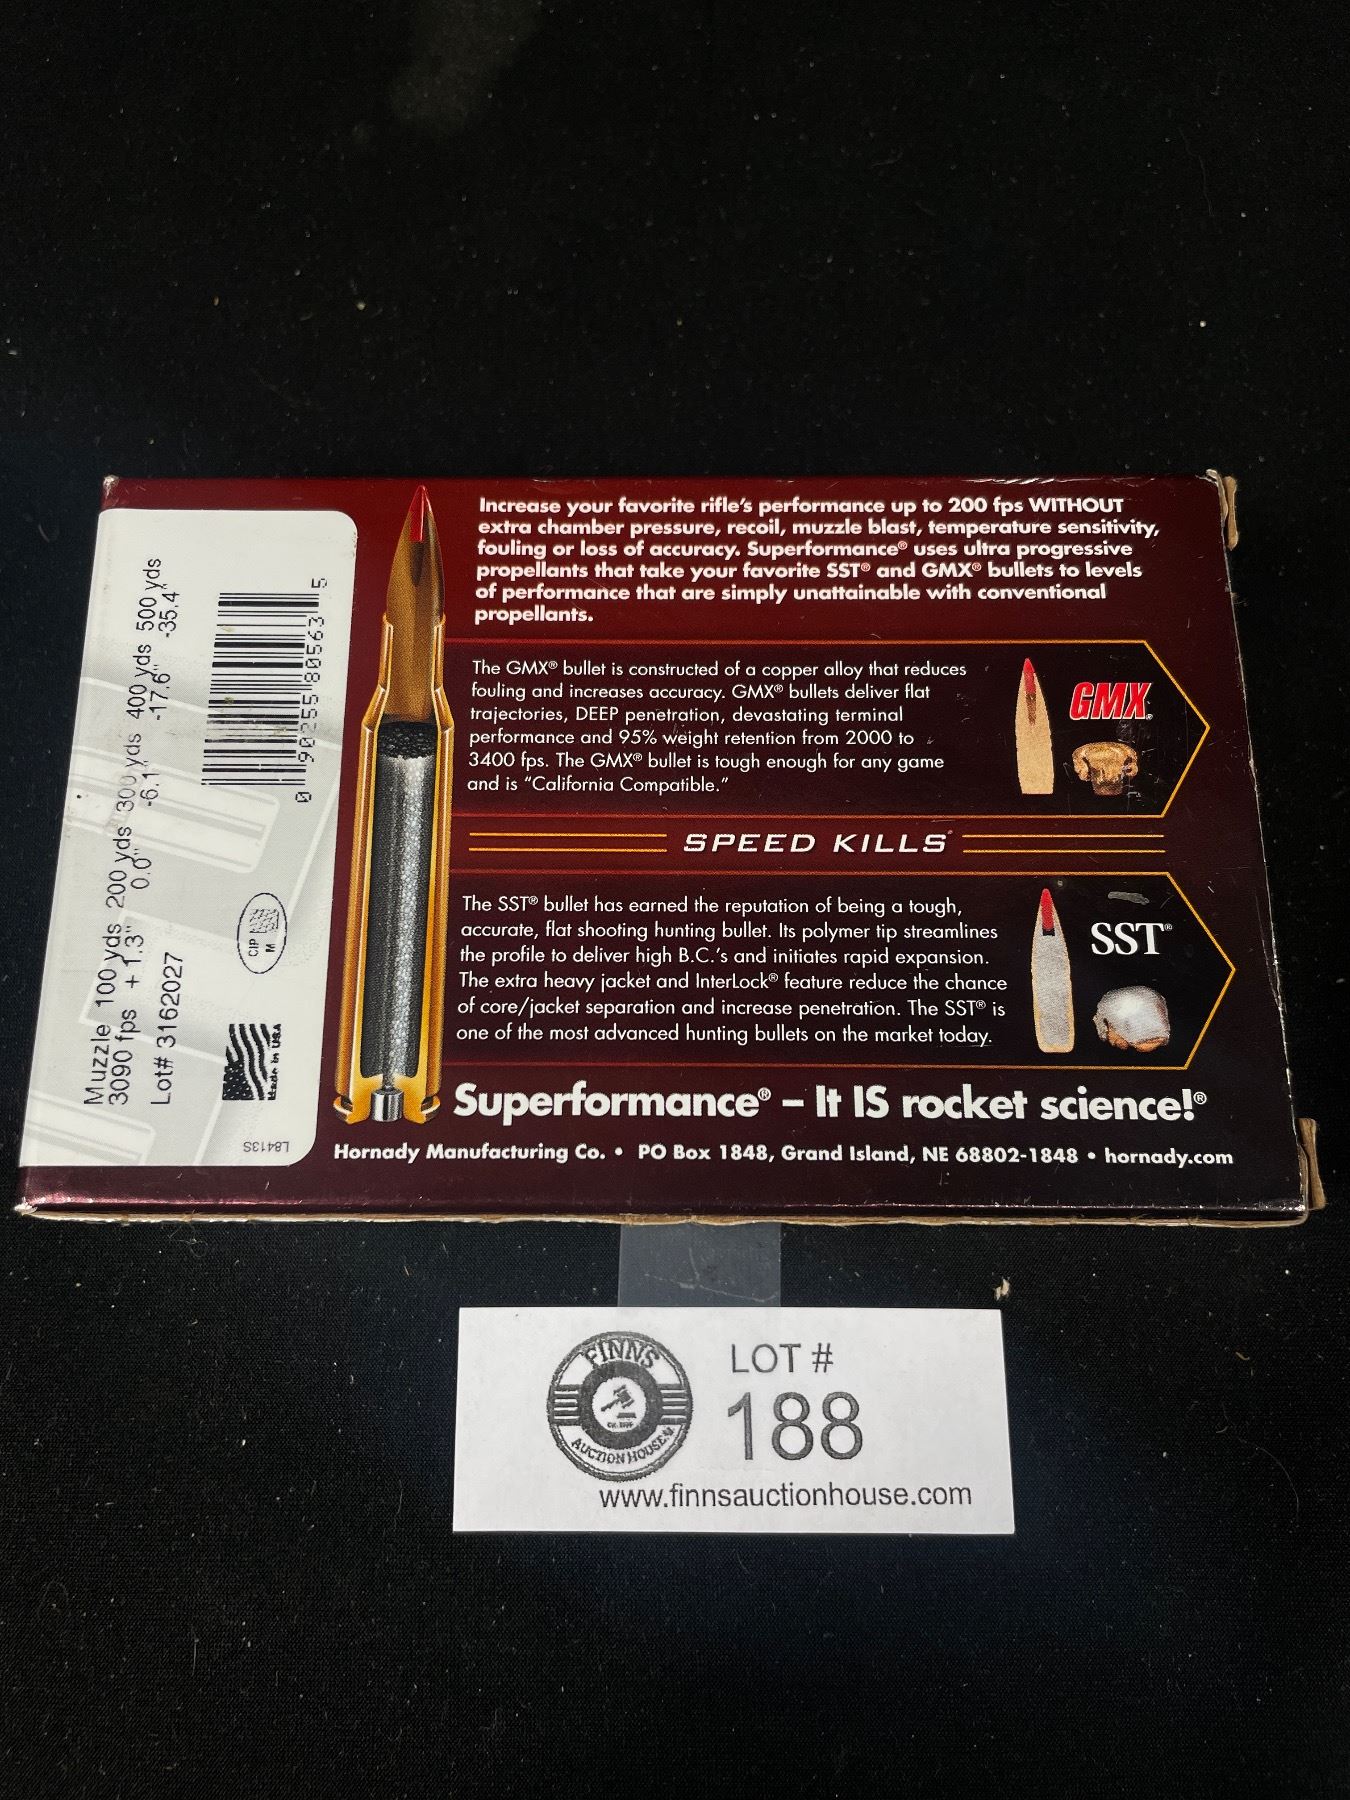 Increase your favorite rifle's performance up to 200 fps WITHOUT
extra chamber pressure, recoil, muzzle blast, temperature sensitivity,
fouling or loss of accuracy. Superformance® uses ultra progressive
propellants that take your favorite SST® and GMX® bullets to levels
of performance that are simply unattainable with conventional
propellants.
The GMX® bullet is constructed of a copper alloy that reduces
fouling and increases accuracy. GMX® bullets deliver flat
trajectories, DEEP penetration, devastating terminal
performance and 95% weight retention from 2000 to
3400 fps. The GMX® bullet is tough enough for any game
and is "California Compatible."
GMX®
SPEED KILLS
The SST® bullet has earned the reputation of being a tough,
accurate, flat shooting hunting bullet. Its polymer tip streamlines
the profile to deliver high B.C.'s and initiates rapid expansion.
The extra heavy jacket and InterLock® feature reduce the chance
of core/jacket separation and increase penetration. The SST® is
one of the most advanced hunting bullets on the market today.
SST®
Superformance® – It IS rocket science!®
Hornady Manufacturing Co. • PO Box 1848, Grand Island, NE 68802-1848 • hornady.com
Muzzle 100 yds 200 yds 300 yds 400 yds 500 yds
3090 fps +1.3" 0.0" -6.1" -17.6" -35.4"
Lot# 3162027
0 90255 80563 5
CIP
M
Made in USA
L8413S
FINNS
AUCTION HOUSE
LOT #
188
www.finnsauctionhouse.com